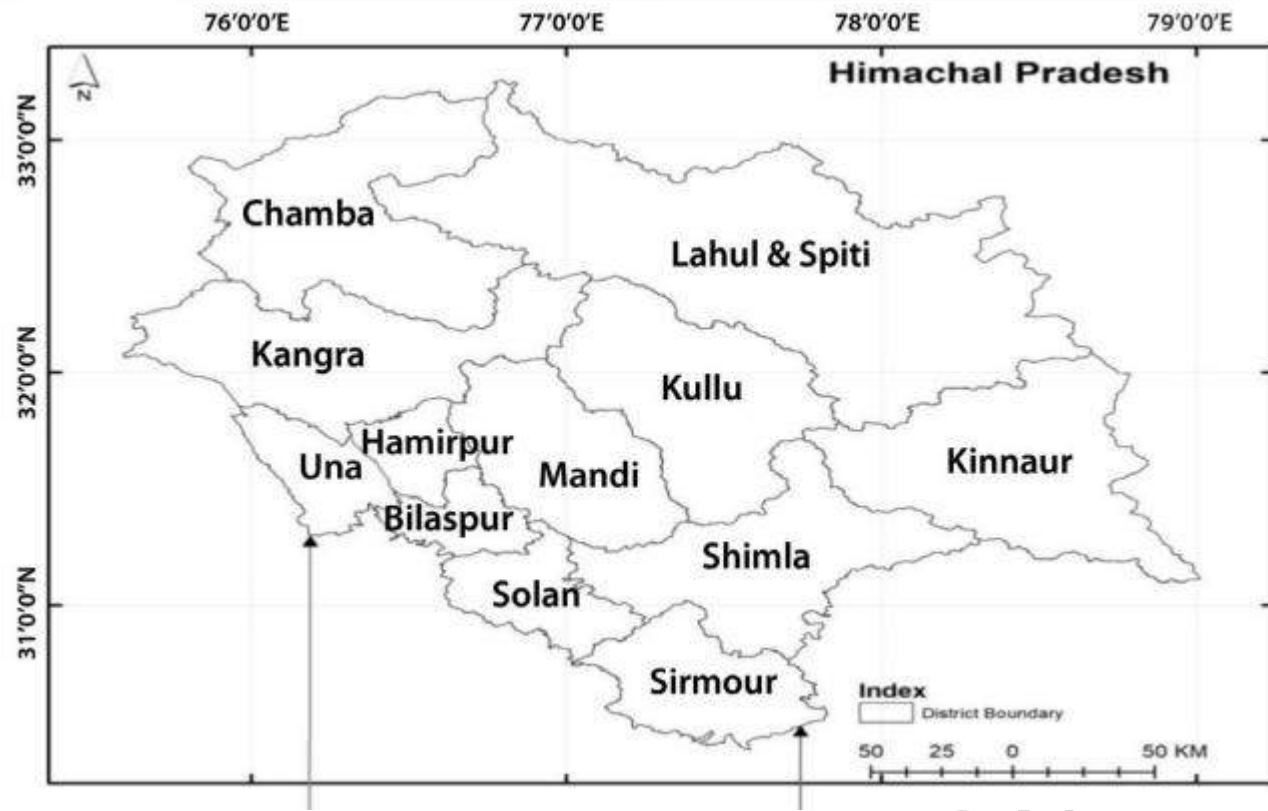 76'0'0"E 77'0'0"E 78'0'0"E 79'0'0"E
Himachal Pradesh
N
33'0'0"N
Chamba
Lahul & Spiti
Kangra
32'0'0"N
Kullu
Hamirpur
Una
Mandi
Kinnaur
Bilaspur
Shimla
Solan
31'0'0"N
Sirmour
Index
District Boundary
50 25 0 50 KM